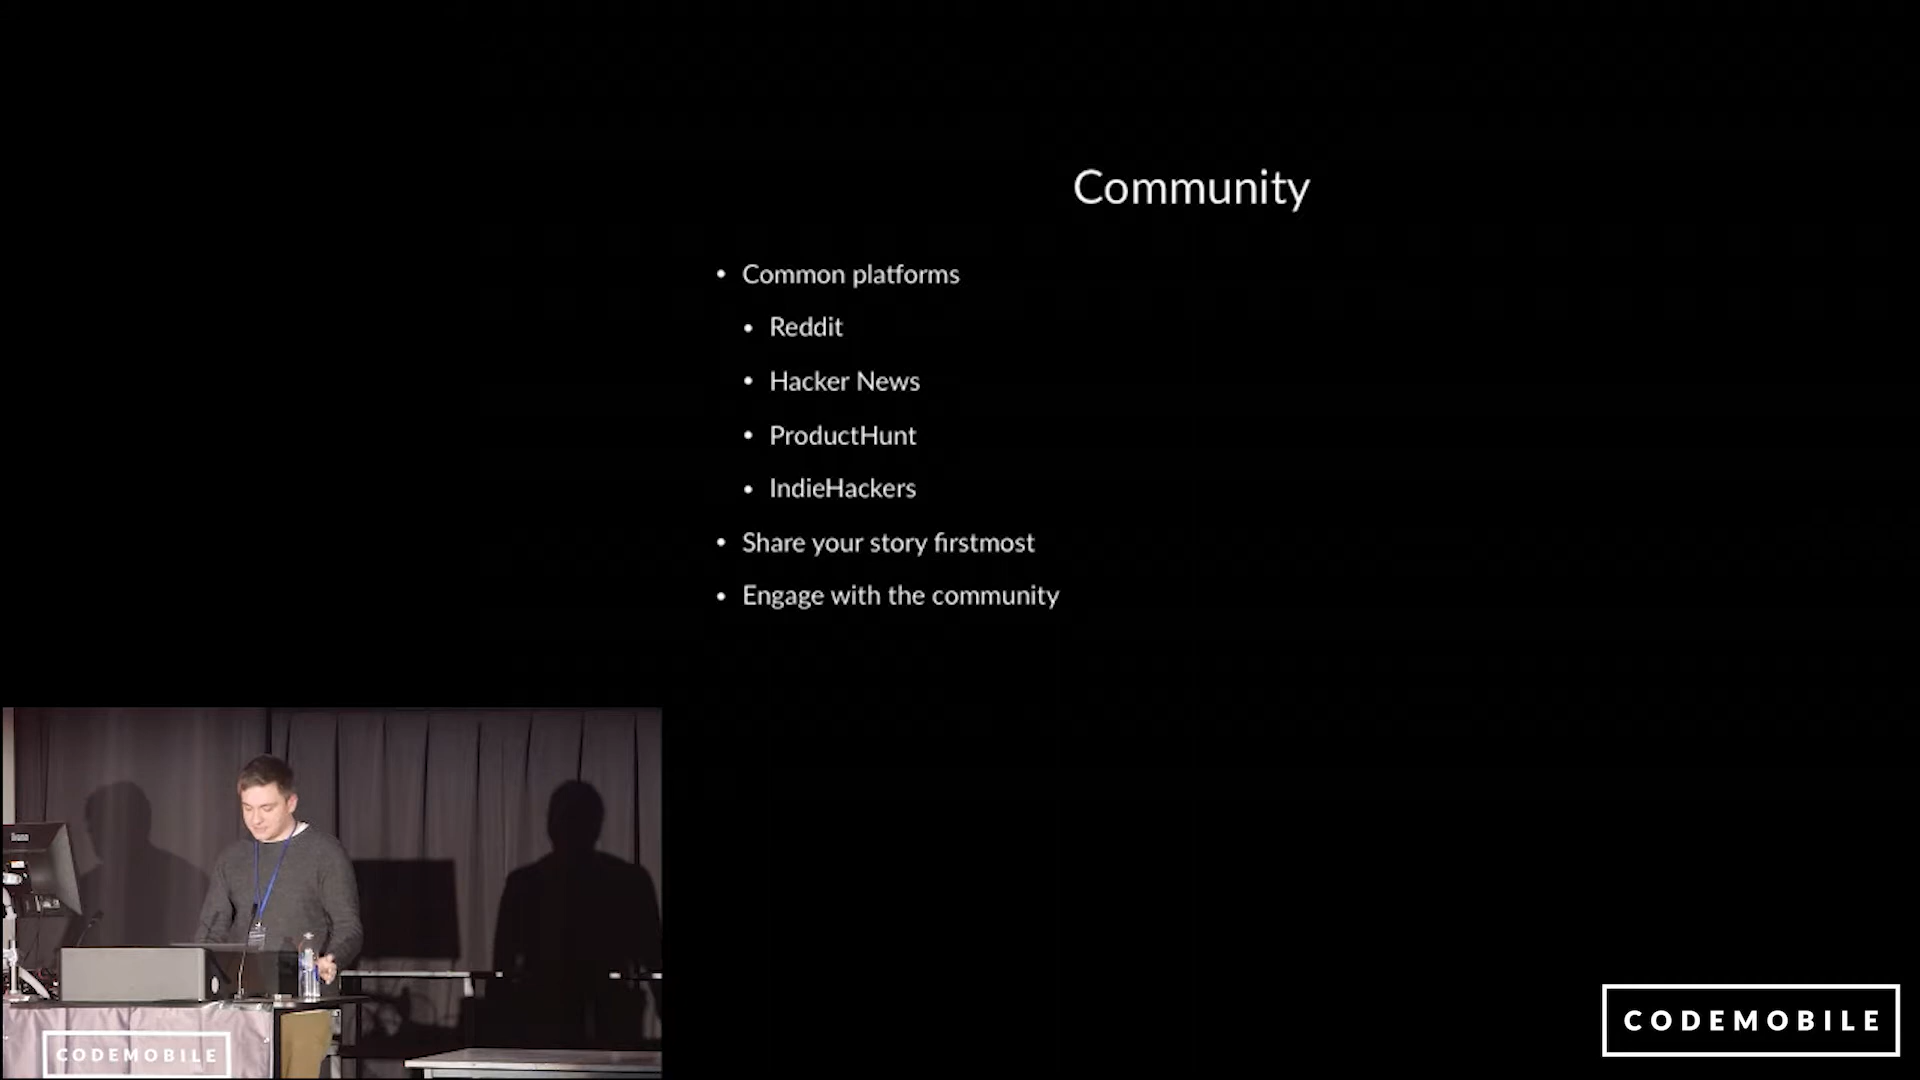 Community
• Common platforms
• Reddit
• Hacker News
• ProductHunt
• IndieHackers
• Share your story firstmost
• Engage with the community
CODEMOBILE
CODEMOBILE